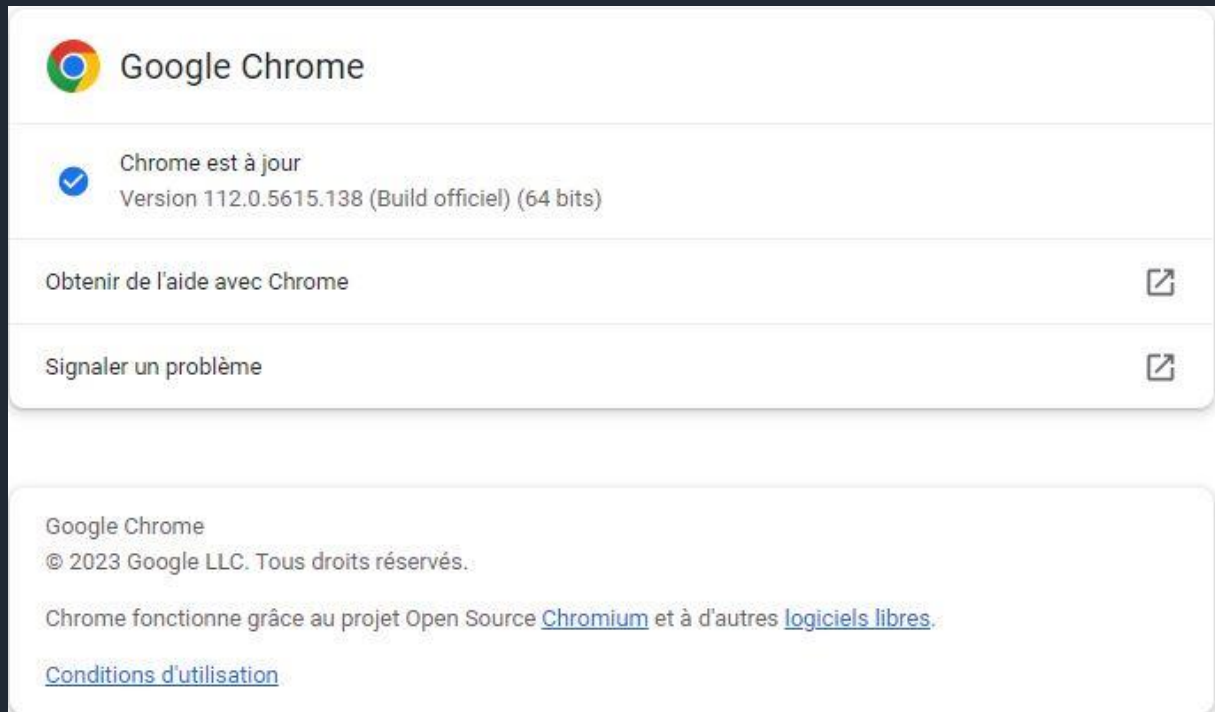 Google Chrome
Chrome est à jour
Version 112.0.5615.138 (Build officiel) (64 bits)
Obtenir de l'aide avec Chrome
Signaler un problème
Google Chrome
© 2023 Google LLC. Tous droits réservés.
Chrome fonctionne grâce au projet Open Source Chromium et à d'autres logiciels libres.
Conditions d'utilisation